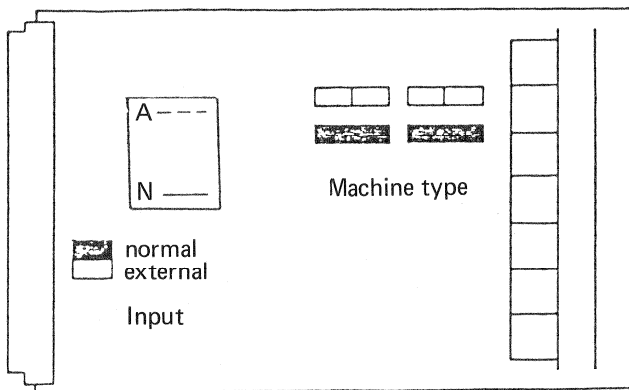 A
N
Machine type
normal
external
Input